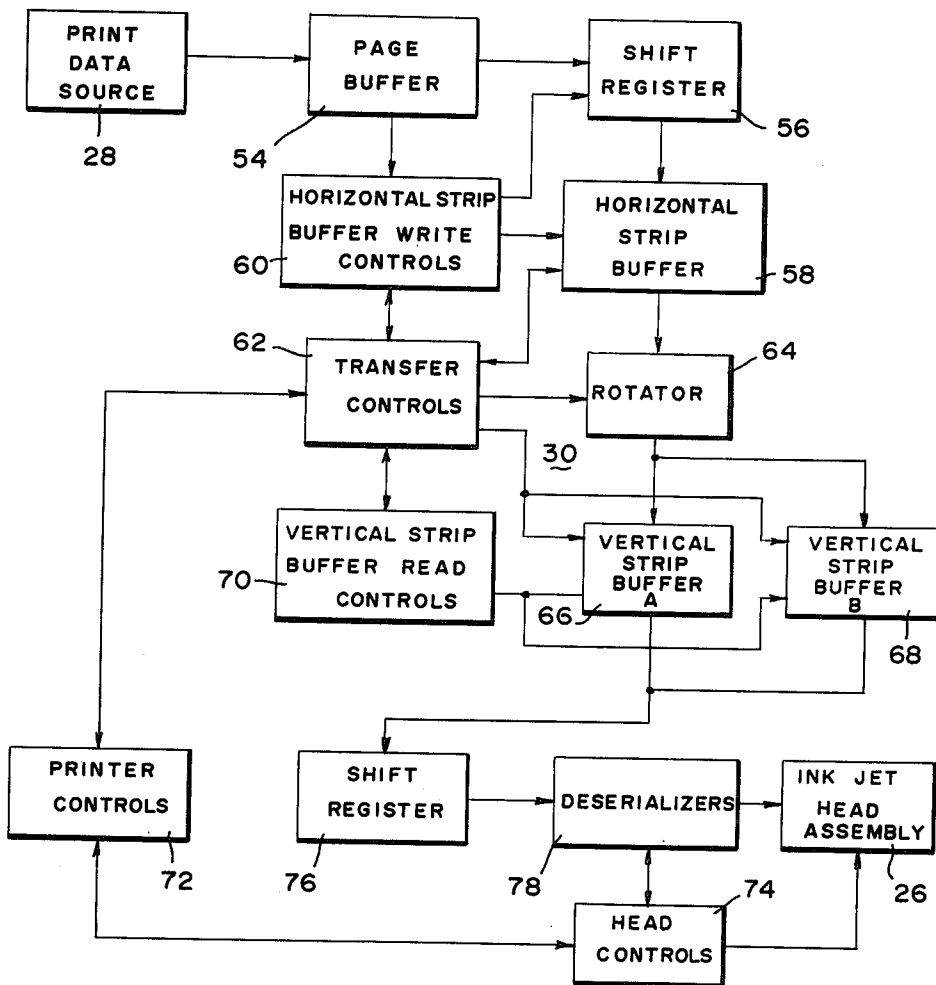 PRINT
DATA
SOURCE
28
PAGE
BUFFER
54
SHIFT
REGISTER
56
HORIZONTAL STRIP
BUFFER WRITE
CONTROLS
60
HORIZONTAL
STRIP
BUFFER
58
62
TRANSFER
CONTROLS
ROTATOR
64
30
VERTICAL STRIP
BUFFER READ
CONTROLS
70
VERTICAL
STRIP
BUFFER
A
66
VERTICAL
STRIP
BUFFER
B
68
PRINTER
CONTROLS
72
SHIFT
REGISTER
76
DESERIALIZERS
78
INK JET
HEAD
ASSEMBLY
26
HEAD
CONTROLS
74